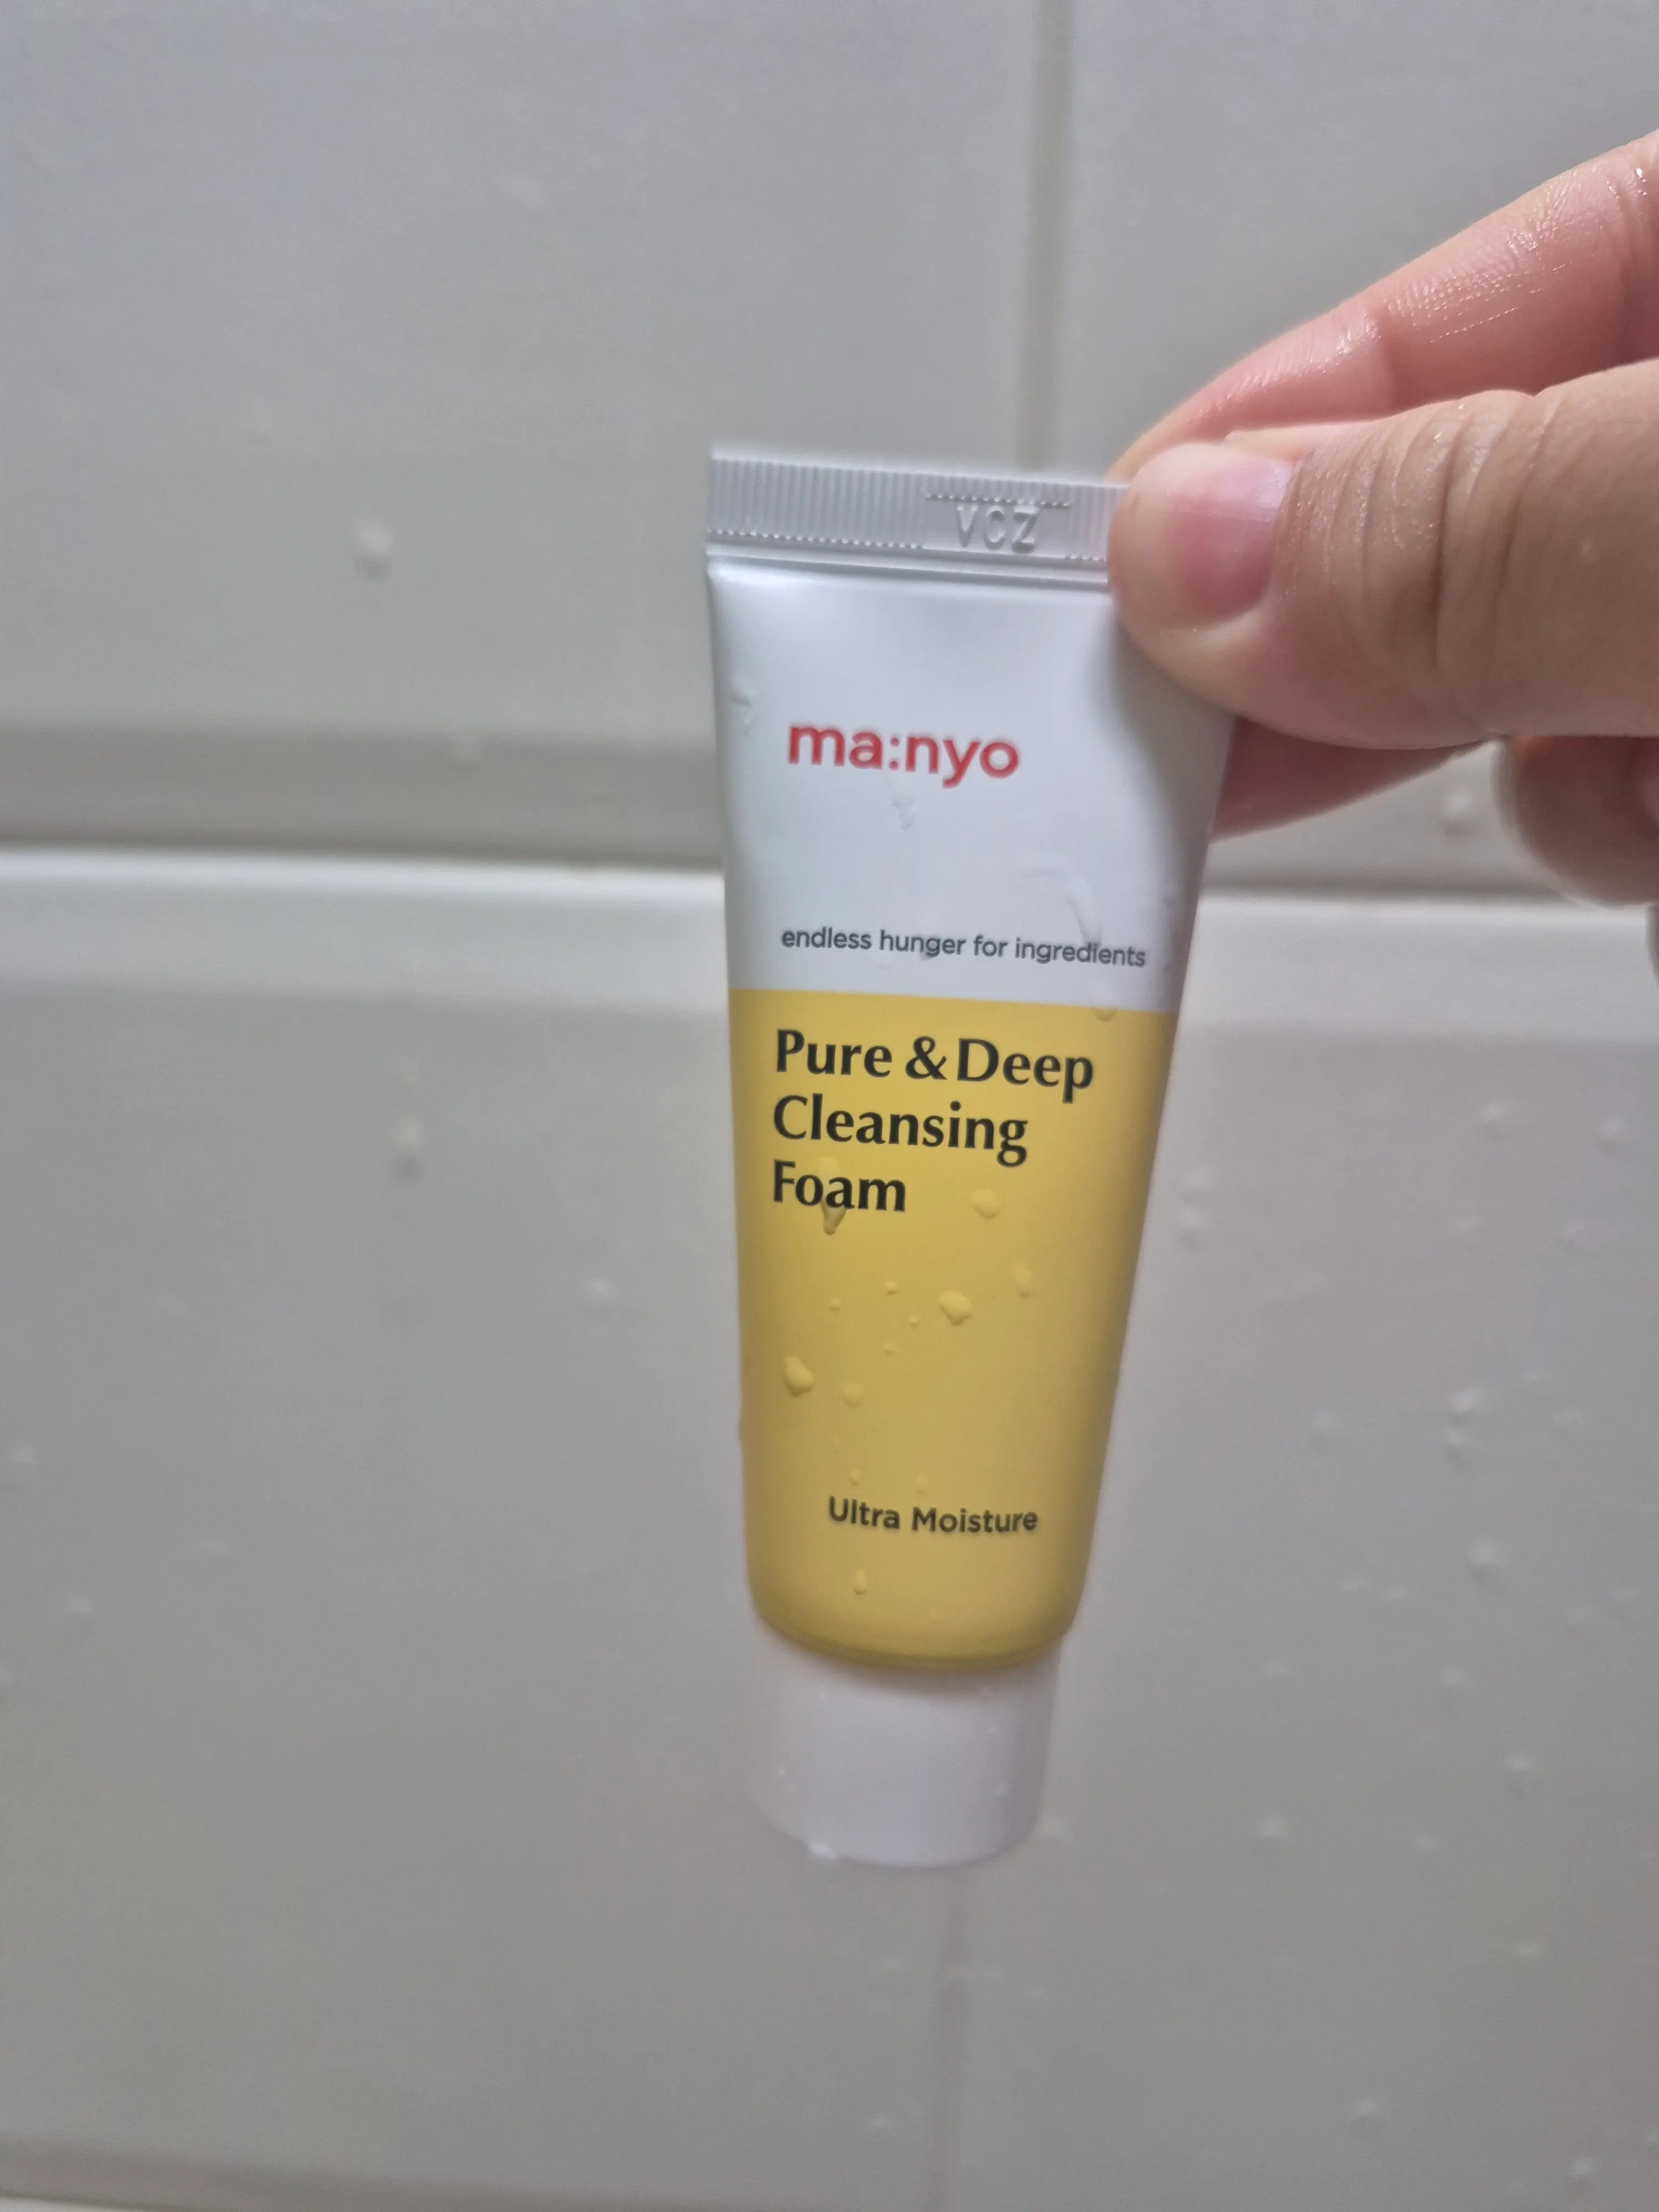 VCZ
ma:nyo
endless hunger for ingredients
Pure & Deep
Cleansing
Foam
Ultra Moisture